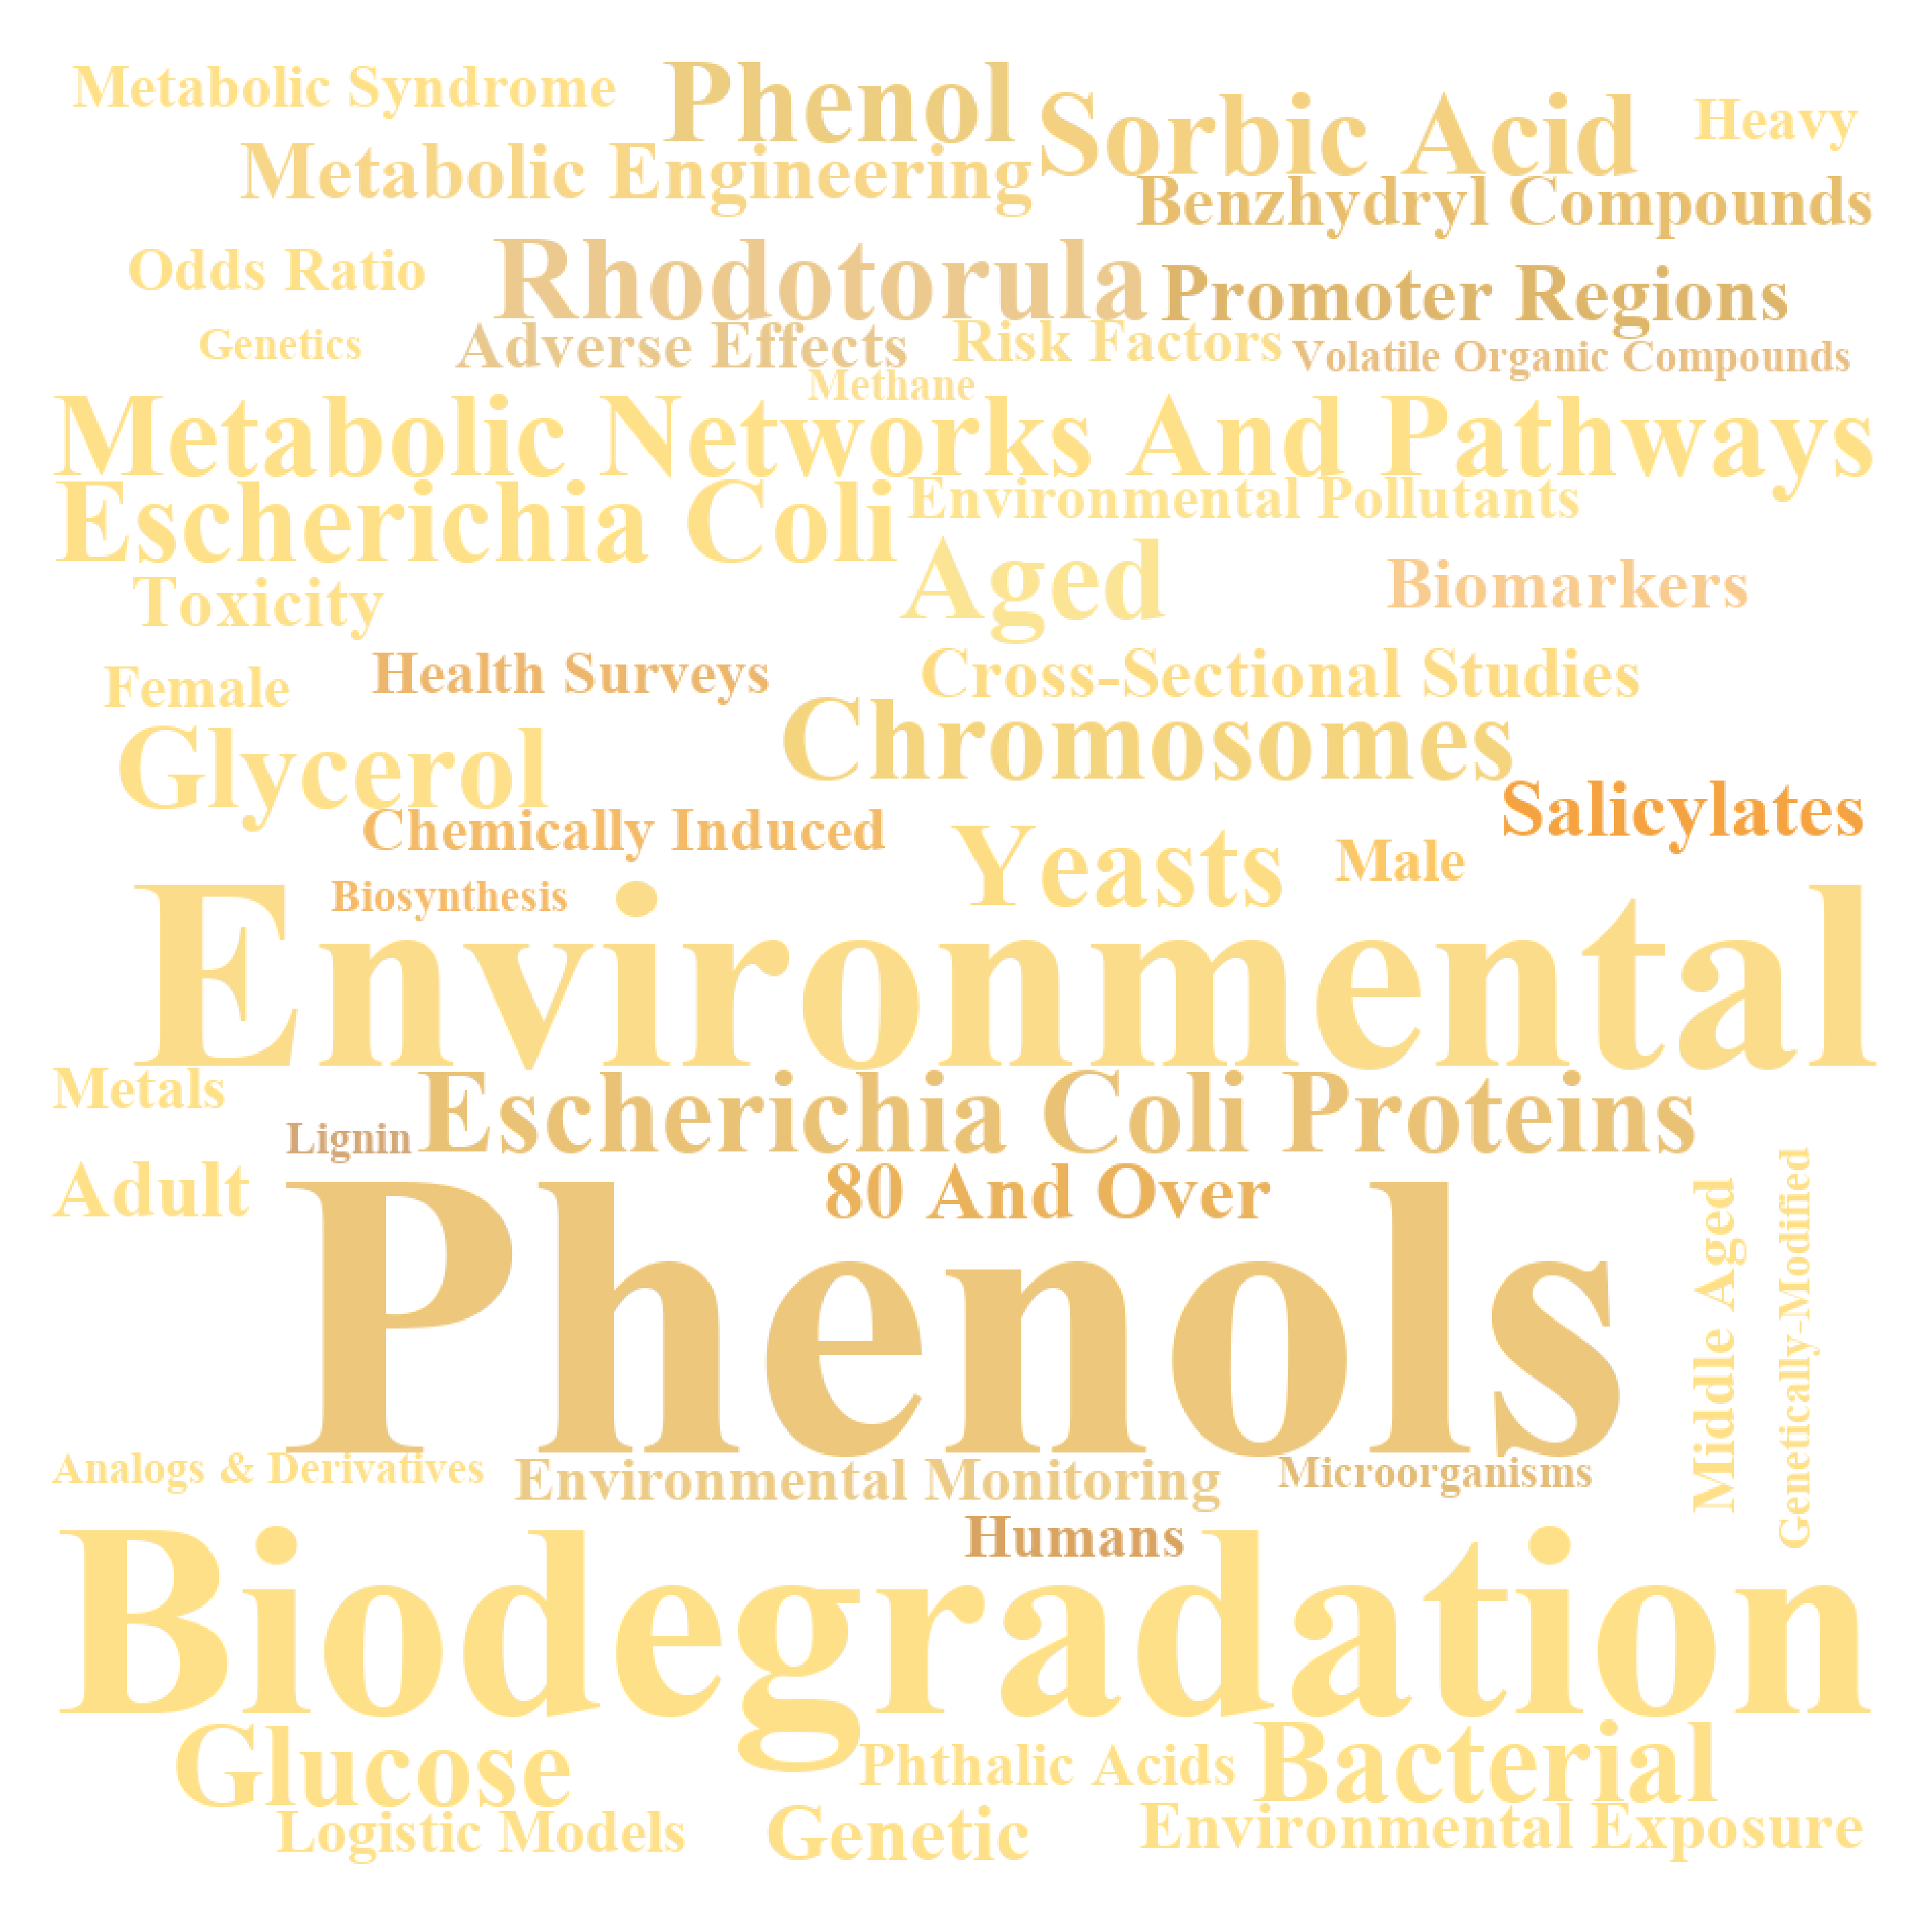 Metabolic Syndrome
Phenol
Sorbic Acid
Heavy
Metabolic Engineering
Benzhydryl Compounds
Odds Ratio
Rhodotorula
Promoter Regions
Genetics
Adverse Effects
Risk Factors
Volatile Organic Compounds
Methane
Metabolic Networks And Pathways
Escherichia Coli
Environmental Pollutants
Toxicity
Aged
Biomarkers
Female
Health Surveys
Cross-Sectional Studies
Glycerol
Chromosomes
Salicylates
Chemically Induced
Yeasts
Male
Biosynthesis
Environmental
Metals
Lignin
Escherichia Coli Proteins
Adult
80 And Over
Phenols
Middle Aged
Genetically-Modified
Analogs & Derivatives
Environmental Monitoring
Microorganisms
Humans
Biodegradation
Glucose
Phthalic Acids
Bacterial
Logistic Models
Genetic
Environmental Exposure